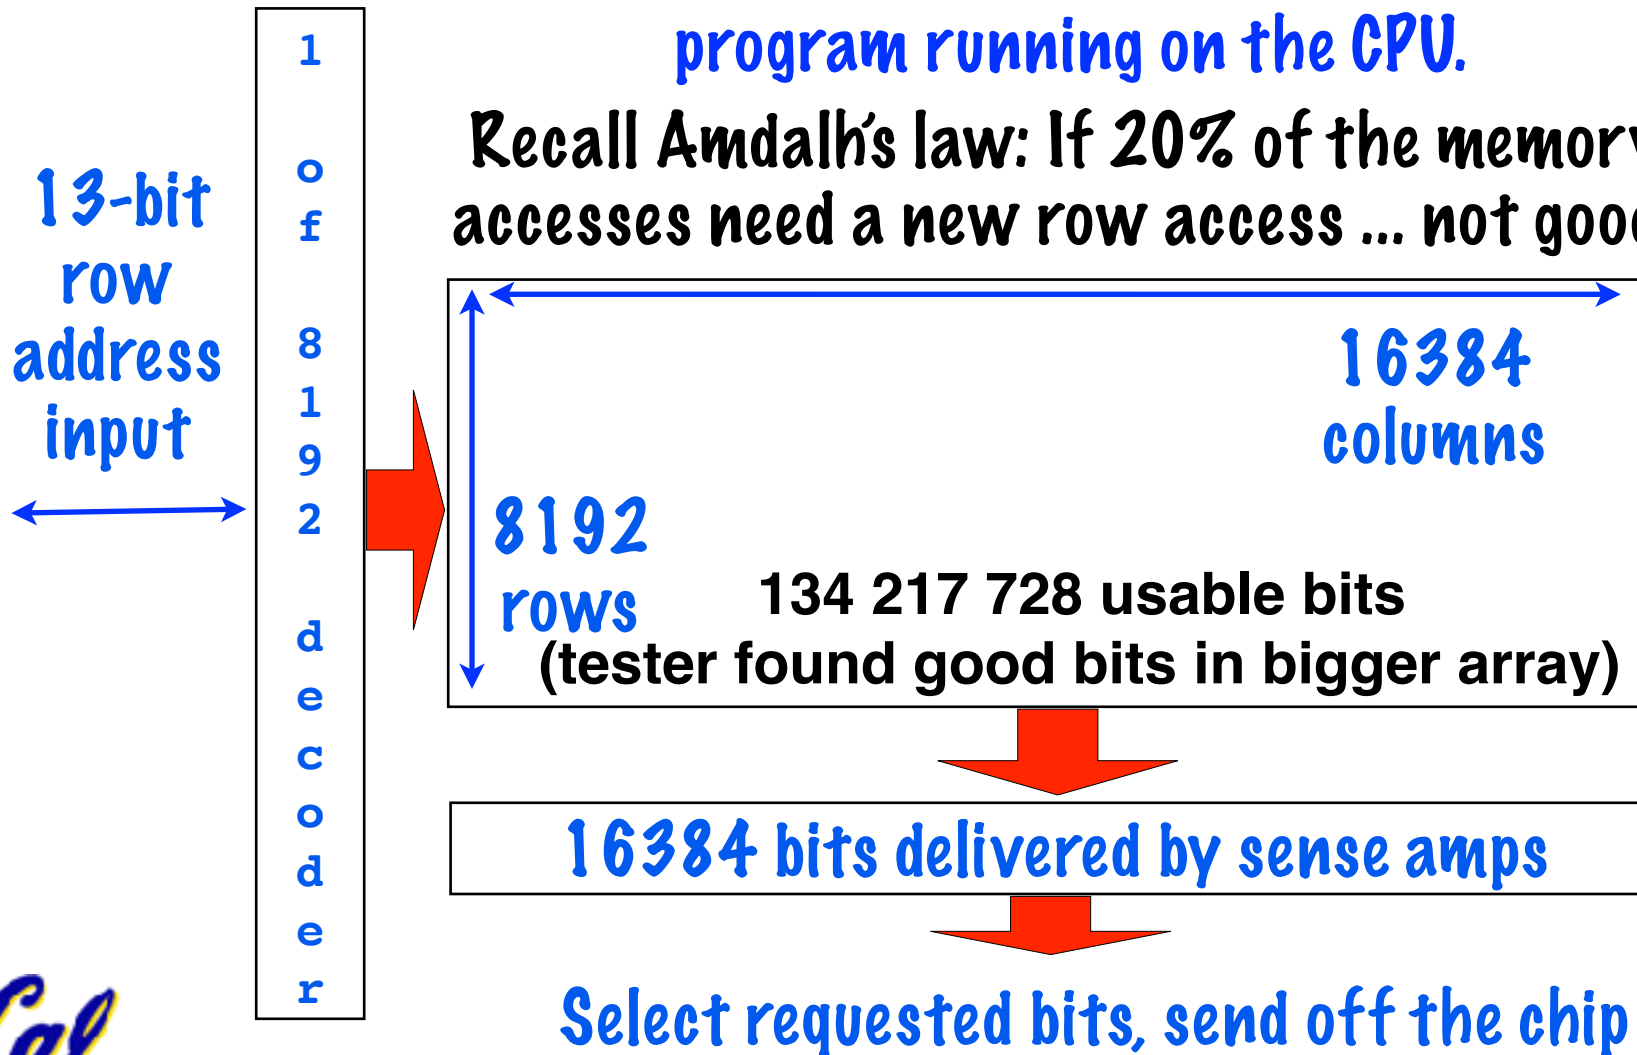 program running on the CPU.
Recall Amdalh's law: If 20% of the memory
accesses need a new row access ... not good
13-bit
row
address
input
1 of 8192 decoder
16384
columns
8192
rows
134 217 728 usable bits
(tester found good bits in bigger array)
16384 bits delivered by sense amps
Select requested bits, send off the chip
Cal